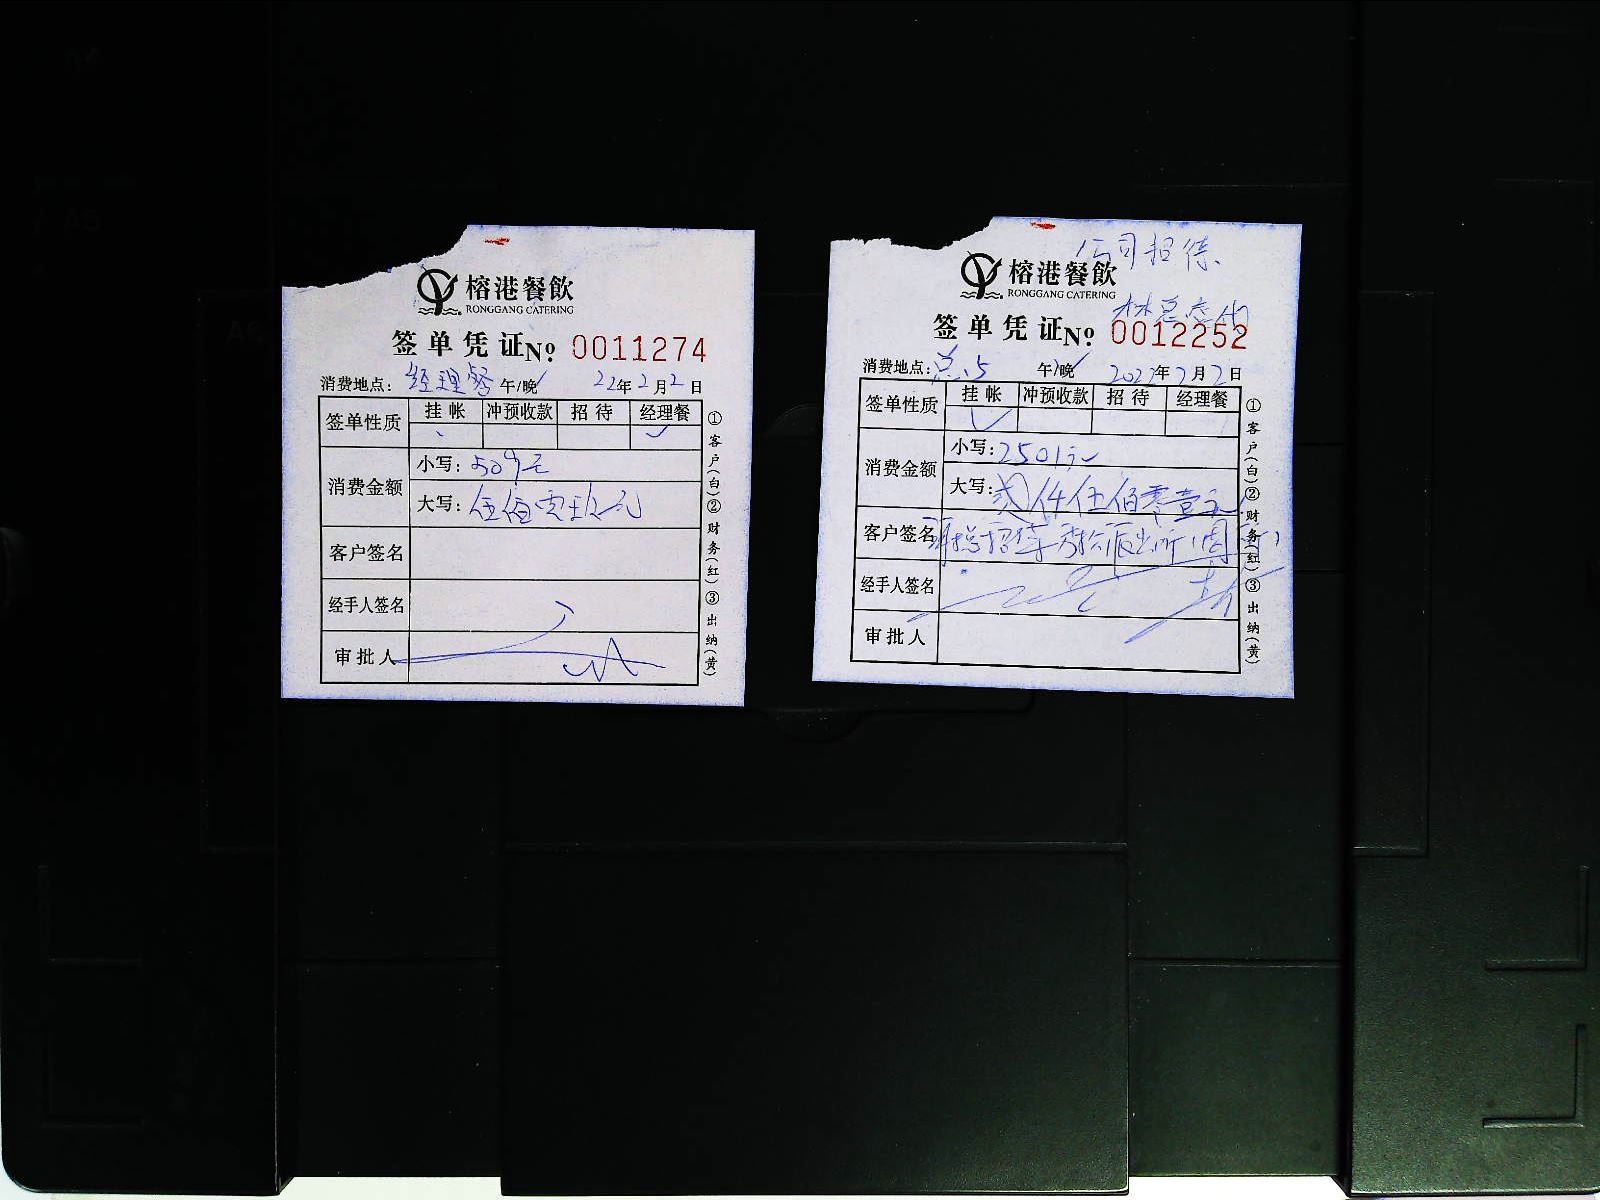 榕港餐飲
RONGGANG CATERING
签单凭证 № 0011274
消费地点: 经理餐 午/晚 22年2月2日
签单性质 挂帐 冲预收款 招待 经理餐
消费金额 小写: 509元
大写: 伍佰零玖元
客户签名
经手人签名
审批人
①客户(白)②财务(红)③出纳(黄)
公司招待
榕港餐飲
RONGGANG CATERING
林总
签单凭证 № 0012252
消费地点: 午/晚 2022年2月2日
签单性质 挂帐 冲预收款 招待 经理餐
消费金额 小写: 2501元
大写: 贰仟伍佰零壹元
客户签名 总招待 派出所
经手人签名
审批人
①客户(白)②财务(红)③出纳(黄)
A5